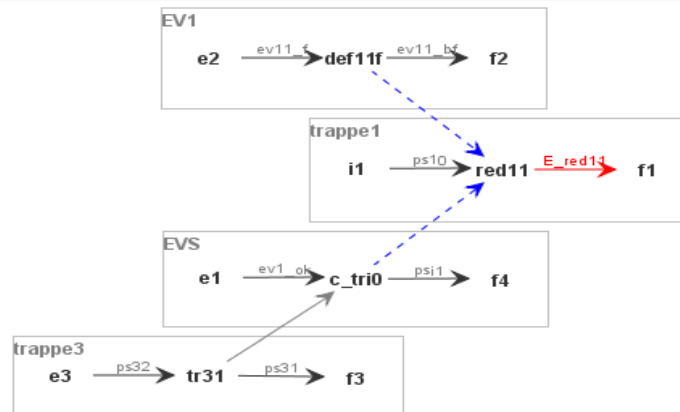 EV1
e2 ev11_f def11f ev11_bf f2
trappe1
i1 ps10 red11 E_red11 f1
EVS
e1 ev1_ok c_tri0 psi1 f4
trappe3
e3 ps32 tr31 ps31 f3